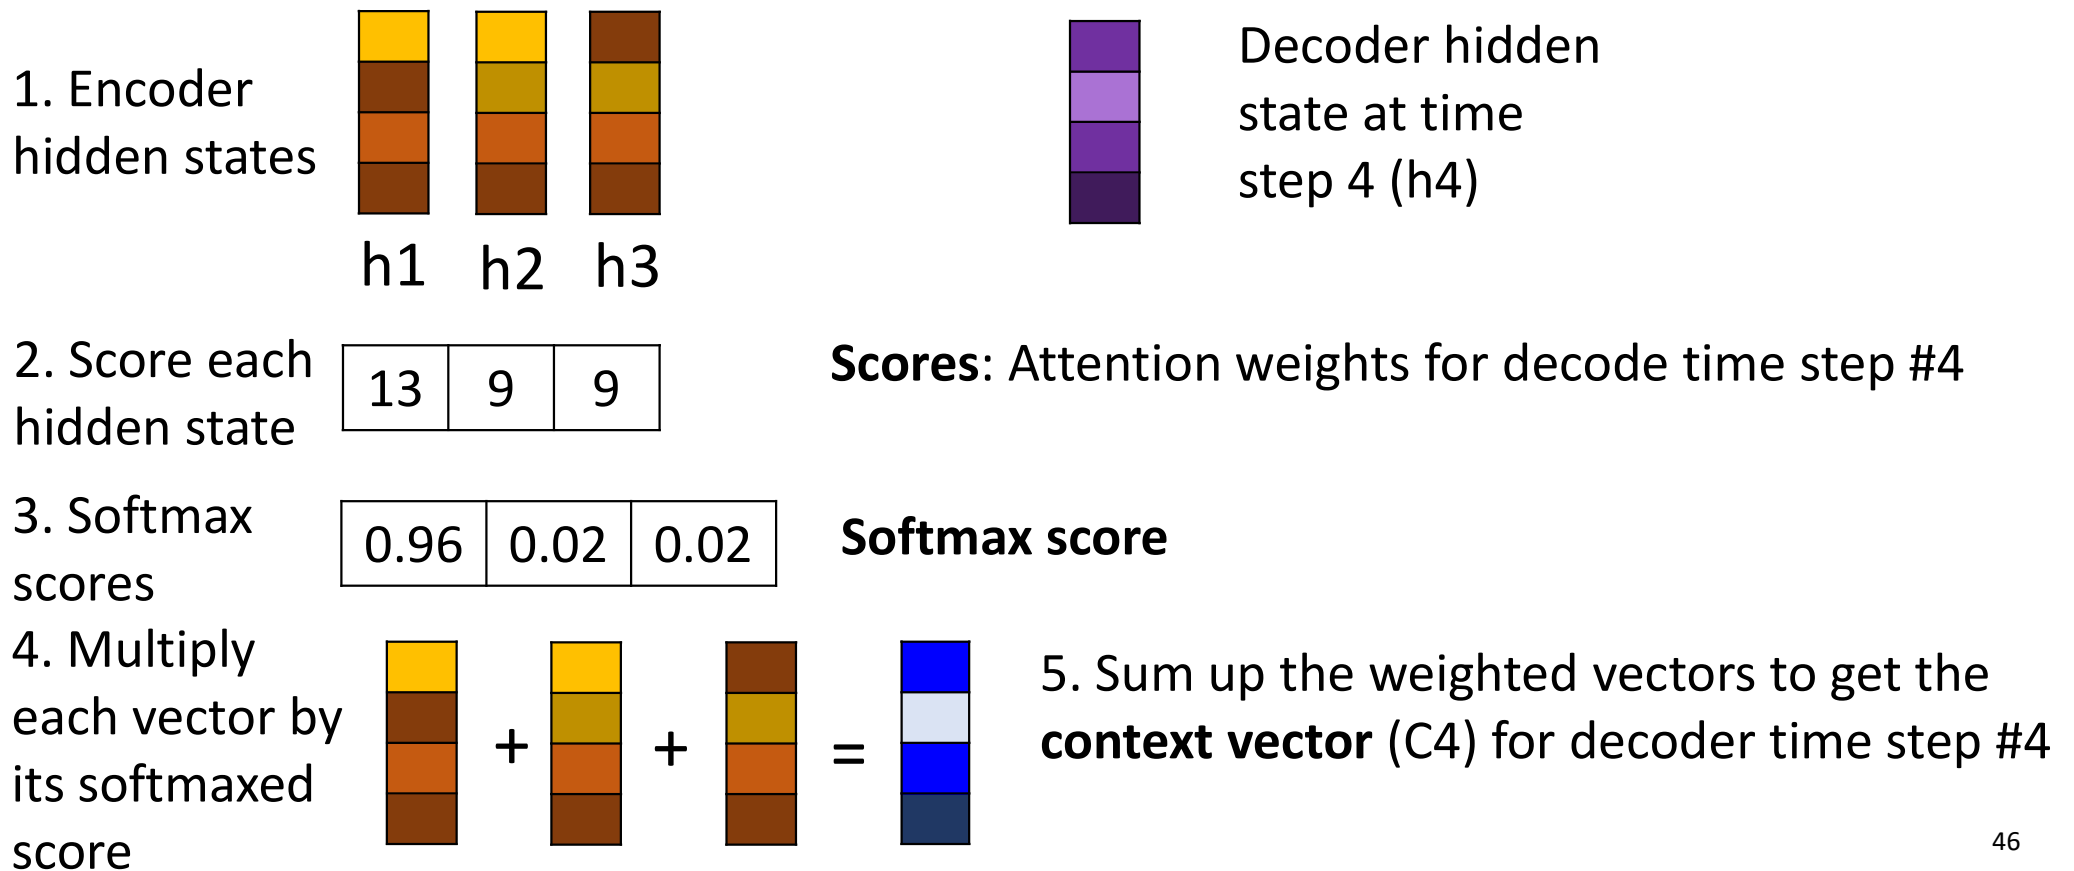 1. Encoder
hidden states
h1 h2 h3
Decoder hidden
state at time
step 4 (h4)
2. Score each
hidden state
13 9 9
Scores: Attention weights for decode time step #4
3. Softmax
scores
0.96 0.02 0.02
Softmax score
4. Multiply
each vector by
its softmaxed
score
+ + =
5. Sum up the weighted vectors to get the
context vector (C4) for decoder time step #4
46